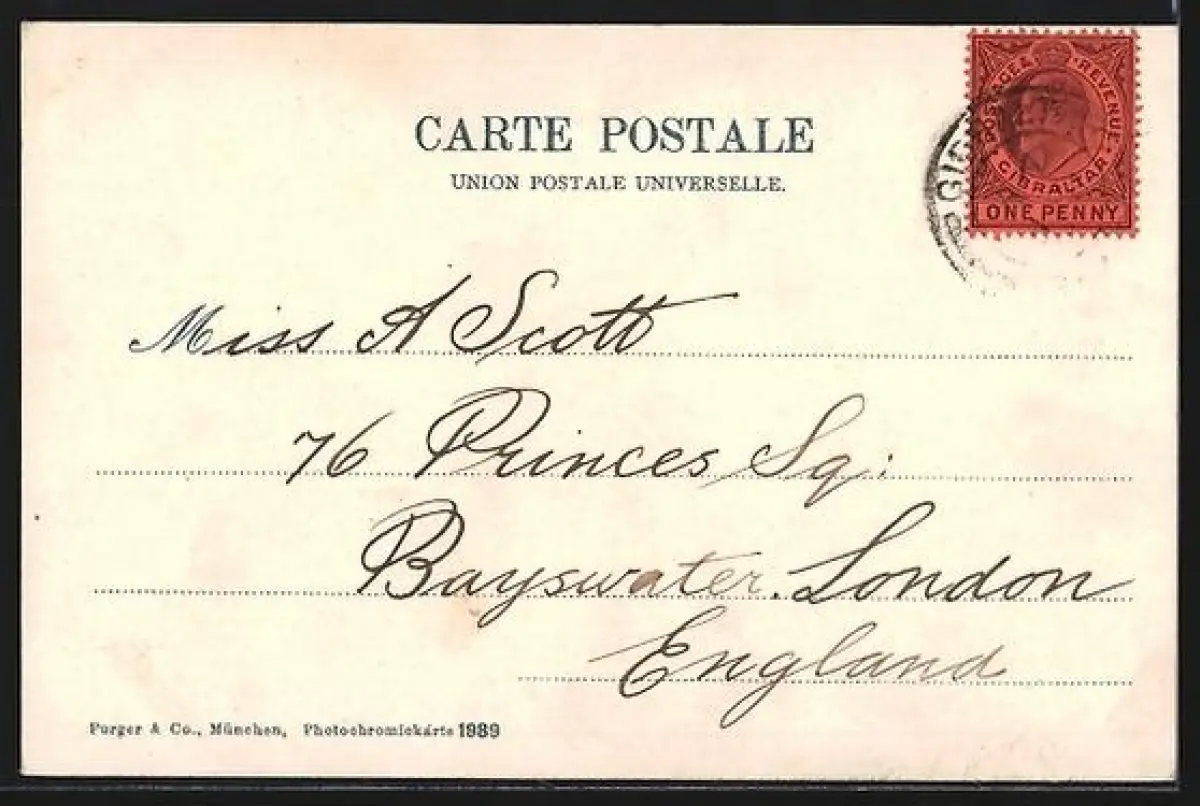 CARTE POSTALE
UNION POSTALE UNIVERSELLE.
POSTAGE & REVENUE
GIBRALTAR
ONE PENNY
Miss A Scott
76 Princes Sq:
Bayswater. London
England
Purger & Co., München, Photochromiekarte 1989